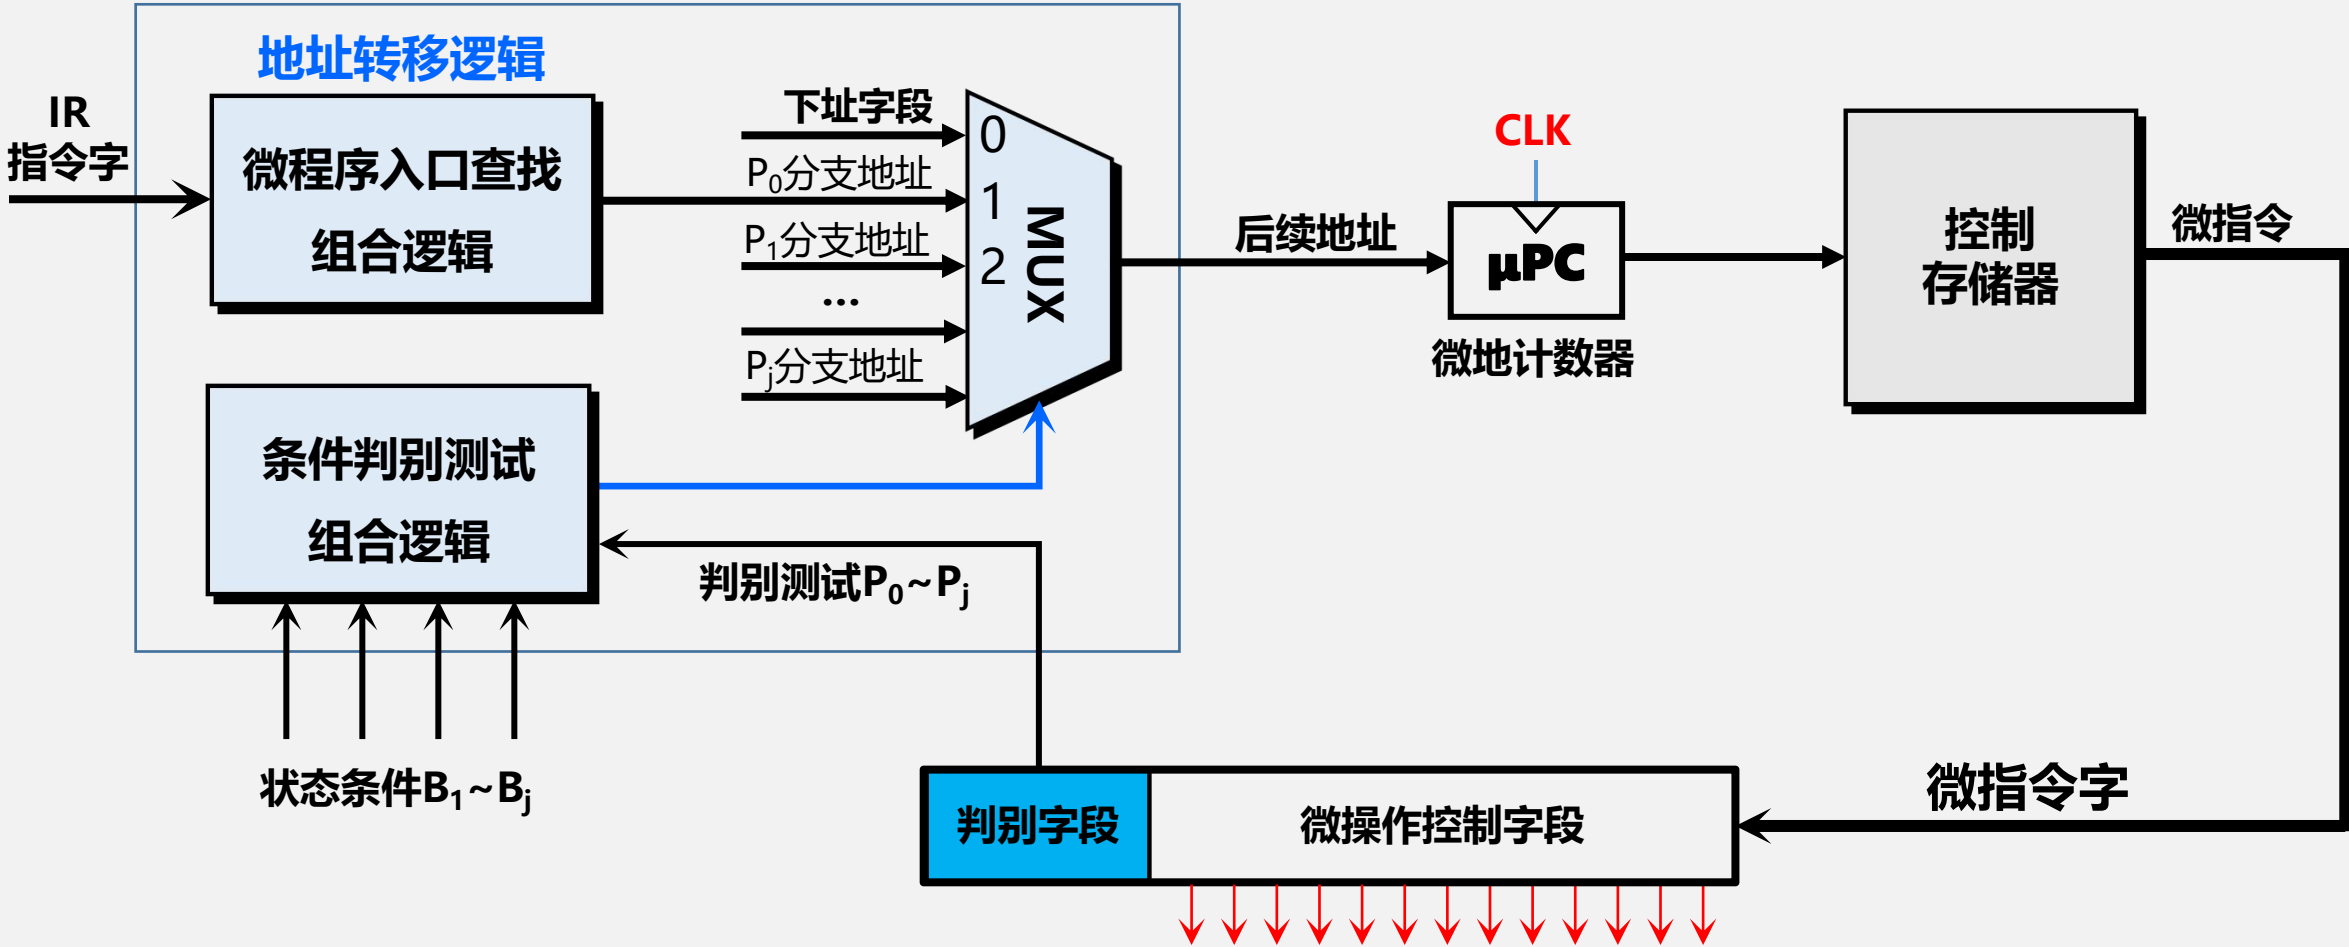 地址转移逻辑
IR
指令字
微程序入口查找
组合逻辑
下址字段
P₀分支地址
P₁分支地址
...
Pⱼ分支地址
0
1
2
MUX
后续地址
CLK
μPC
微地计数器
控制
存储器
微指令
条件判别测试
组合逻辑
判别测试P₀~Pⱼ
状态条件B₁~Bⱼ
微指令字
判别字段
微操作控制字段